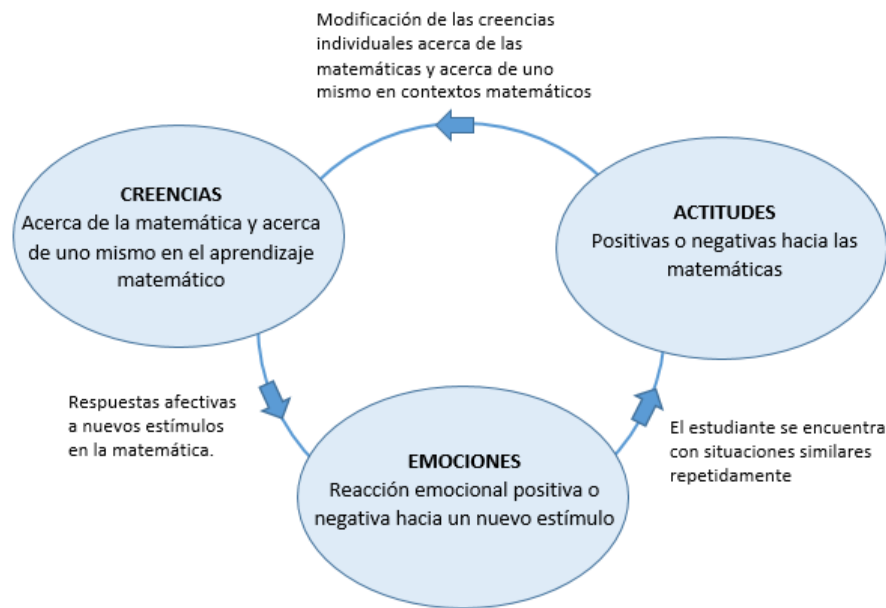 Modificación de las creencias
individuales acerca de las
matemáticas y acerca de uno
mismo en contextos matemáticos
CREENCIAS
Acerca de la matemática y acerca
de uno mismo en el aprendizaje
matemático
ACTITUDES
Positivas o negativas hacia las
matemáticas
Respuestas afectivas
a nuevos estímulos
en la matemática.
EMOCIONES
Reacción emocional positiva o
negativa hacia un nuevo estímulo
El estudiante se encuentra
con situaciones similares
repetidamente